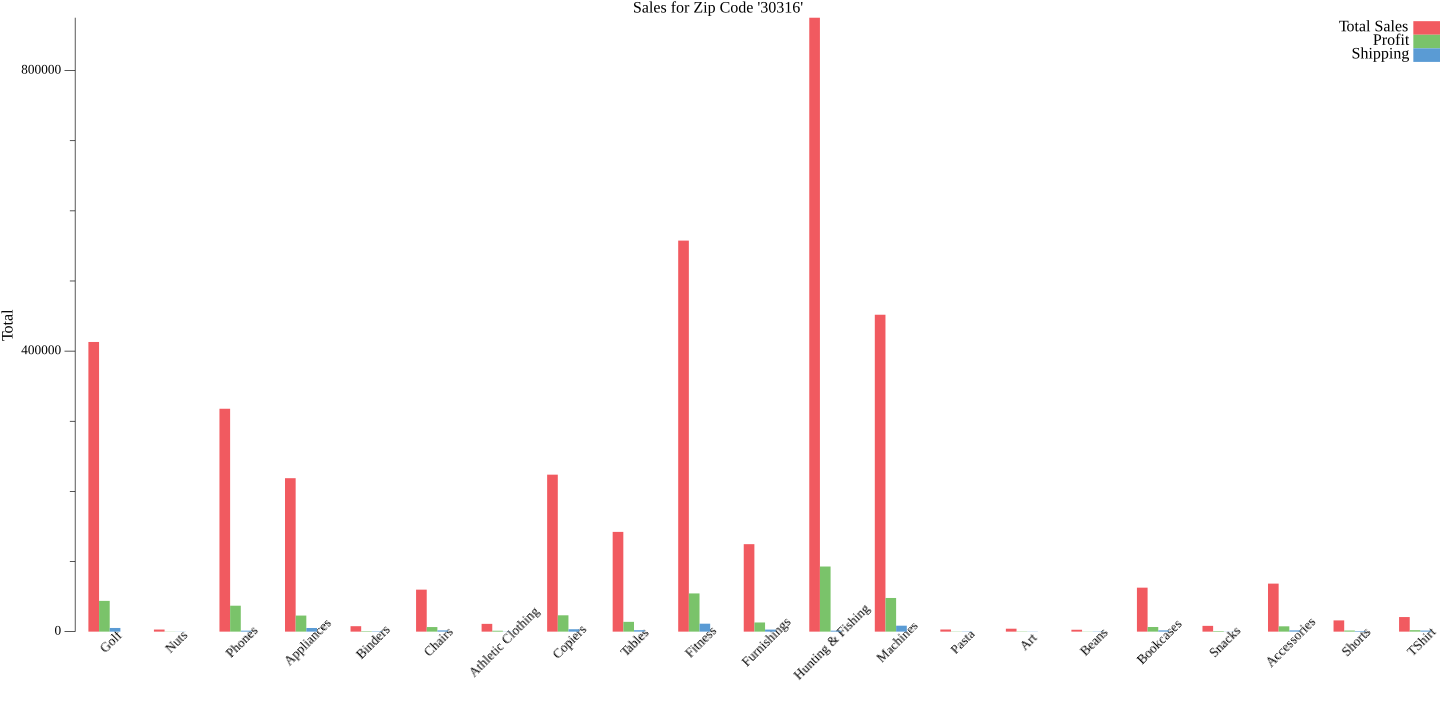 Sales for Zip Code '30316'
Total Sales
Profit
Shipping
800000
400000
0
Total
Golf
Nuts
Phones
Appliances
Binders
Chairs
Athletic Clothing
Copiers
Tables
Fitness
Furnishings
Hunting & Fishing
Machines
Pasta
Art
Beans
Bookcases
Snacks
Accessories
Shorts
TShirt